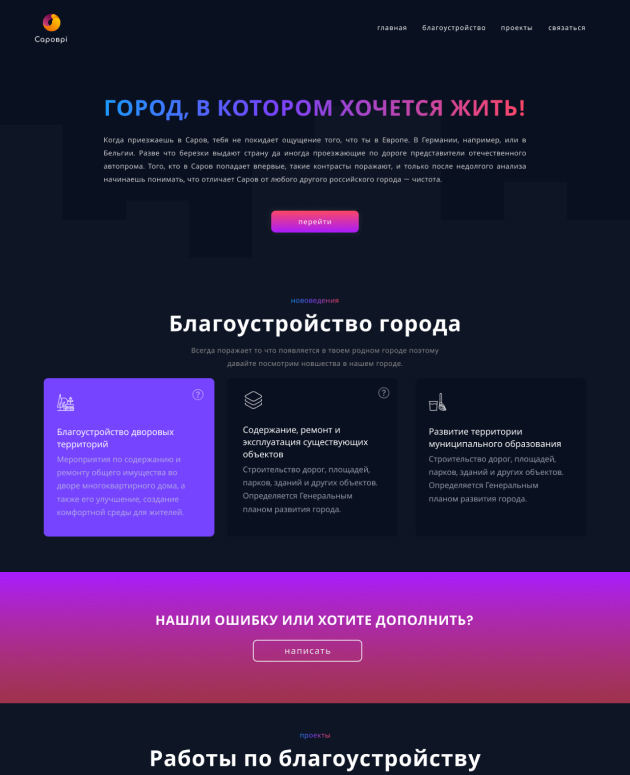 Сароврі
главная благоустройство проекты связаться
ГОРОД, В КОТОРОМ ХОЧЕТСЯ ЖИТЬ!
Когда приезжаешь в Саров, тебя не покидает ощущение того, что ты в Европе. В Германии, например, или в
Бельгии. Разве что березки выдают страну да иногда проезжающие по дороге представители отечественного
автопрома. Того, кто в Саров попадает впервые, такие контрасты поражают, и только после недолгого анализа
начинаешь понимать, что отличает Саров от любого другого российского города — чистота.
перейти
нововедения
Благоустройство города
Всегда поражает то что появляется в твоем родном городе поэтому
давайте посмотрим новшества в нашем городе.
?
Благоустройство дворовых
территорий
Мероприятия по содержанию и
ремонту общего имущества во
дворе многоквартирного дома, а
также его улучшение, создание
комфортной среды для жителей.
?
Содержание, ремонт и
эксплуатация существующих
объектов
Строительство дорог, площадей,
парков, зданий и других объектов.
Определяется Генеральным
планом развития города.
Развитие территории
муниципального образования
Строительство дорог, площадей,
парков, зданий и других объектов.
Определяется Генеральным
планом развития города.
НАШЛИ ОШИБКУ ИЛИ ХОТИТЕ ДОПОЛНИТЬ?
написать
проекты
Работы по благоустройству